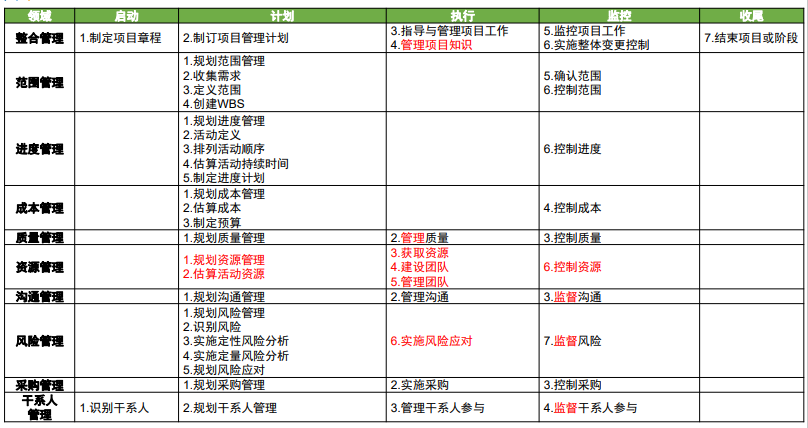 领域 启动 计划 执行 监控 收尾
整合管理 1.制定项目章程 2.制订项目管理计划 3.指导与管理项目工作 5.监控项目工作 7.结束项目或阶段
4.管理项目知识 6.实施整体变更控制
范围管理 1.规划范围管理
2.收集需求 5.确认范围
3.定义范围 6.控制范围
4.创建WBS
进度管理 1.规划进度管理
2.活动定义
3.排列活动顺序 6.控制进度
4.估算活动持续时间
5.制定进度计划
成本管理 1.规划成本管理
2.估算成本 4.控制成本
3.制定预算
质量管理 1.规划质量管理 2.管理质量 3.控制质量
资源管理 1.规划资源管理 3.获取资源 6.控制资源
2.估算活动资源 4.建设团队
5.管理团队
沟通管理 1.规划沟通管理 2.管理沟通 3.监督沟通
风险管理 1.规划风险管理
2.识别风险
3.实施定性风险分析 6.实施风险应对 7.监督风险
4.实施定量风险分析
5.规划风险应对
采购管理 1.规划采购管理 2.实施采购 3.控制采购
干系人
管理 1.识别干系人 2.规划干系人管理 3.管理干系人参与 4.监督干系人参与